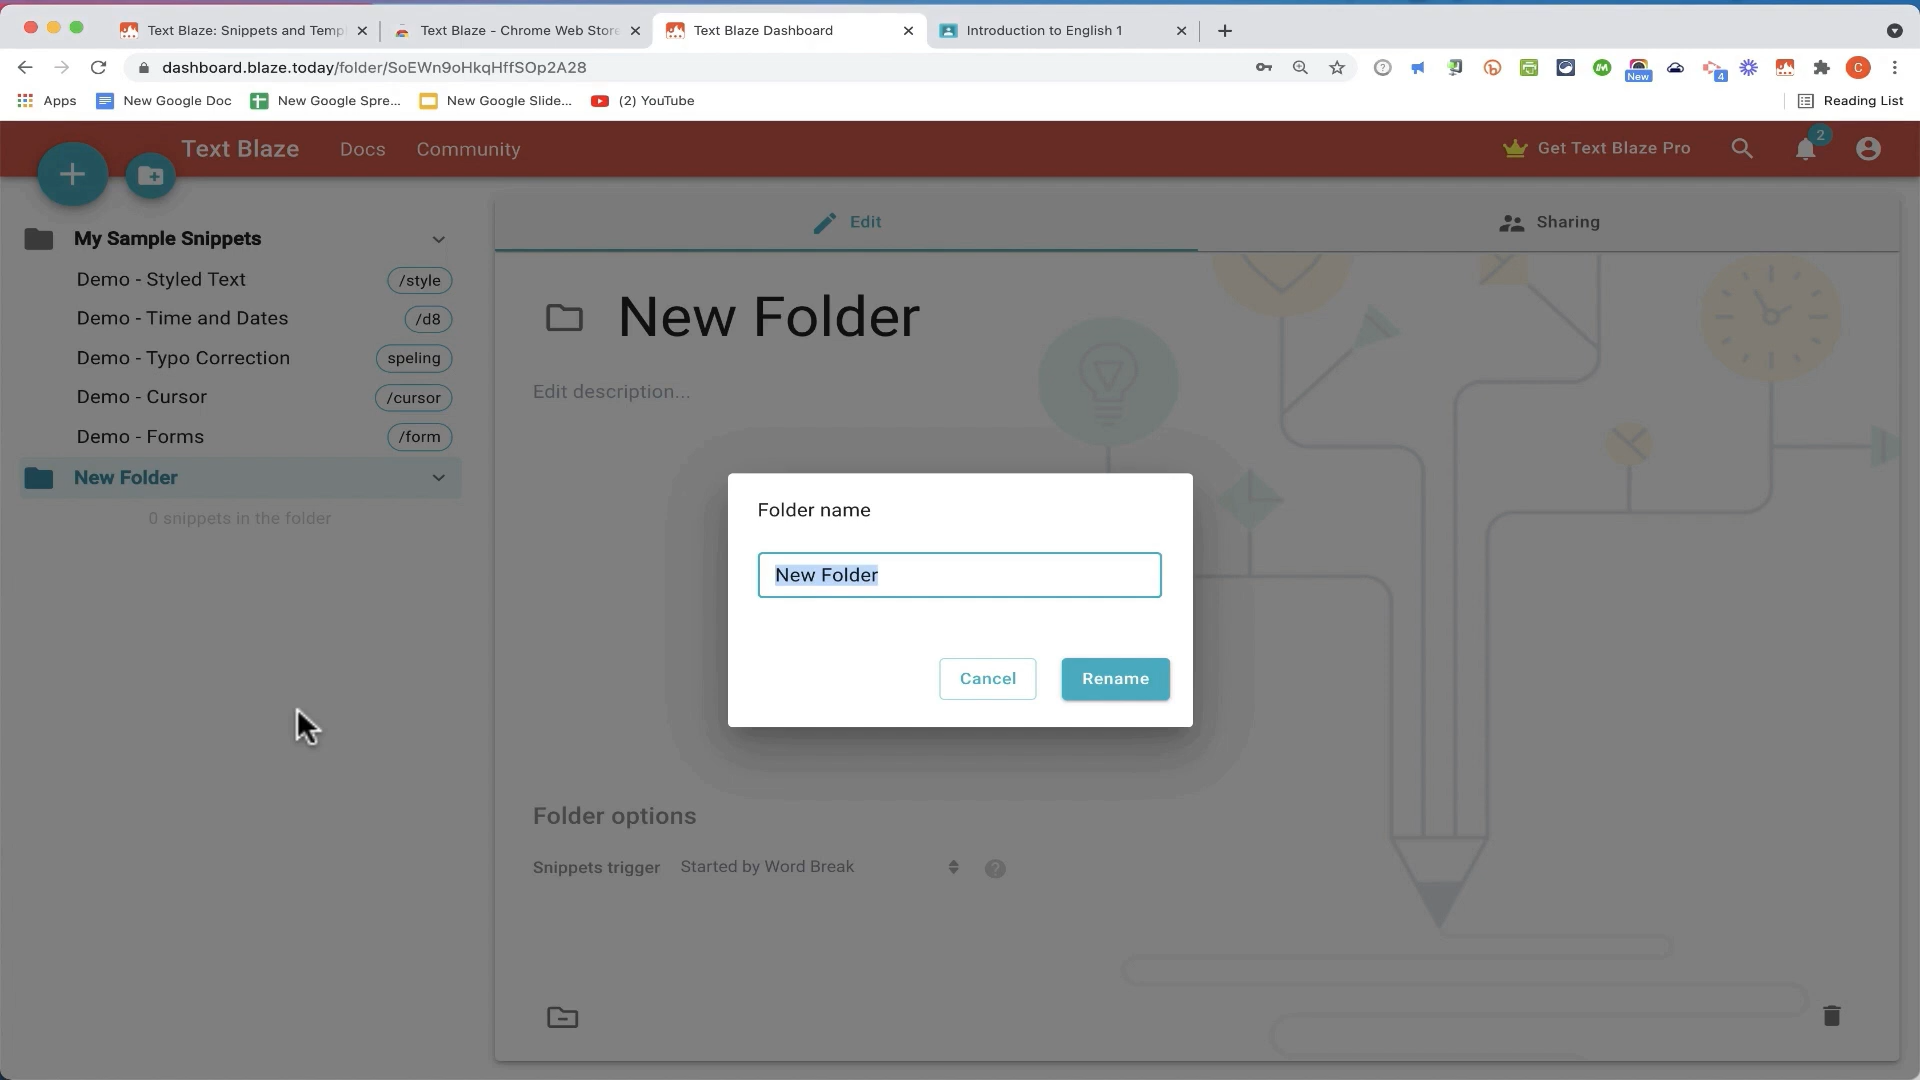 Text Blaze: Snippets and Temp
Text Blaze - Chrome Web Store
Text Blaze Dashboard
Introduction to English 1
dashboard.blaze.today/folder/SoEWn9oHkqHffSOp2A28
New
4
C
Apps
New Google Doc
New Google Spre...
New Google Slide...
(2) YouTube
Reading List
Text Blaze
Docs
Community
Get Text Blaze Pro
2
My Sample Snippets
Demo - Styled Text
/style
Demo - Time and Dates
/d8
Demo - Typo Correction
speling
Demo - Cursor
/cursor
Demo - Forms
/form
New Folder
0 snippets in the folder
Edit
Sharing
New Folder
Edit description...
Folder name
New Folder
Cancel
Rename
Folder options
Snippets trigger
Started by Word Break
?